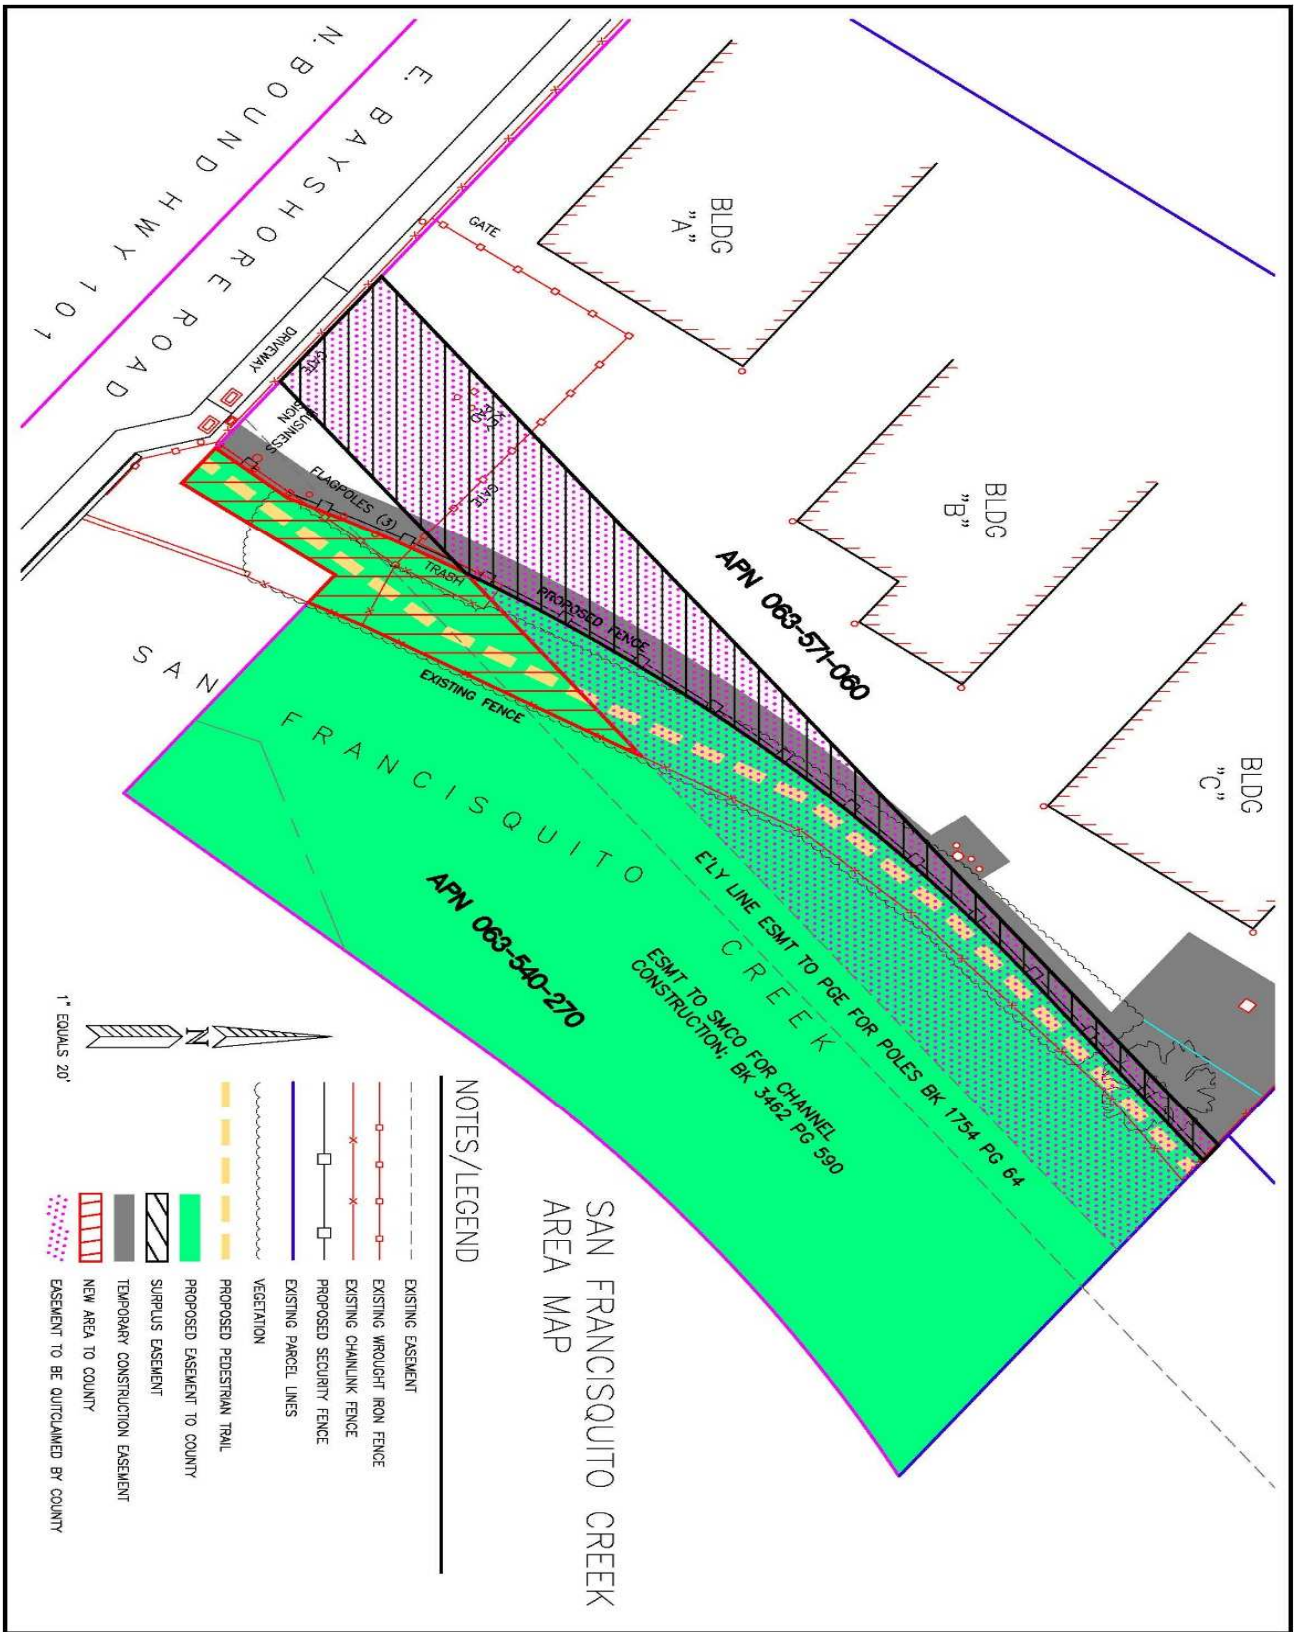 SAN FRANCISQUITO CREEK
AREA MAP
NOTES/LEGEND
EXISTING EASEMENT
EXISTING WROUGHT IRON FENCE
EXISTING CHAINLINK FENCE
PROPOSED SECURITY FENCE
EXISTING PARCEL LINES
VEGETATION
PROPOSED PEDESTRIAN TRAIL
PROPOSED EASEMENT TO COUNTY
SURPLUS EASEMENT
TEMPORARY CONSTRUCTION EASEMENT
NEW AREA TO COUNTY
EASEMENT TO BE QUITCLAIMED BY COUNTY
N
1" EQUALS 20'
BLDG
"A"
BLDG
"B"
BLDG
"C"
APN 063-571-060
APN 063-540-270
E'LY LINE ESMT TO PGE FOR POLES BK 1754 PG 64
ESMT TO SMCO FOR CHANNEL
CONSTRUCTION; BK 3462 PG 590
SAN FRANCISQUITO CREEK
EXISTING FENCE
PROPOSED FENCE
TRASH
FLAGPOLES (3)
BUSINESS
SIGN
GATE
GATE
GATE
DRIVEWAY
E. BAYSHORE ROAD
N. BOUND HWY 101